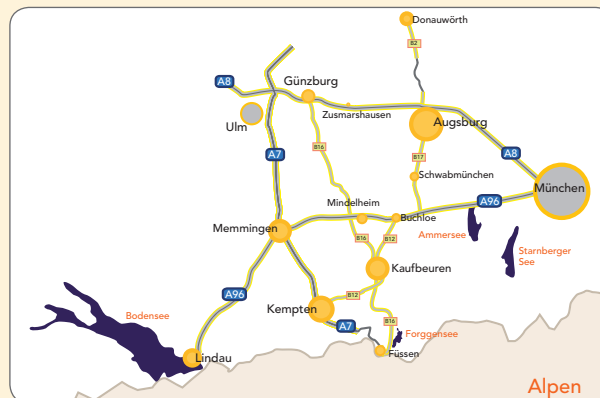 Donauwörth
B2
A8
Günzburg
Zusmarshausen
Ulm
Augsburg
B16
A7
B17
A8
Schwabmünchen
München
A96
Mindelheim
Buchloe
Memmingen
B16
B12
Ammersee
Starnberger
See
Kaufbeuren
A96
B12
Kempten
Bodensee
A7
B16
Forggensee
Lindau
Füssen
Alpen